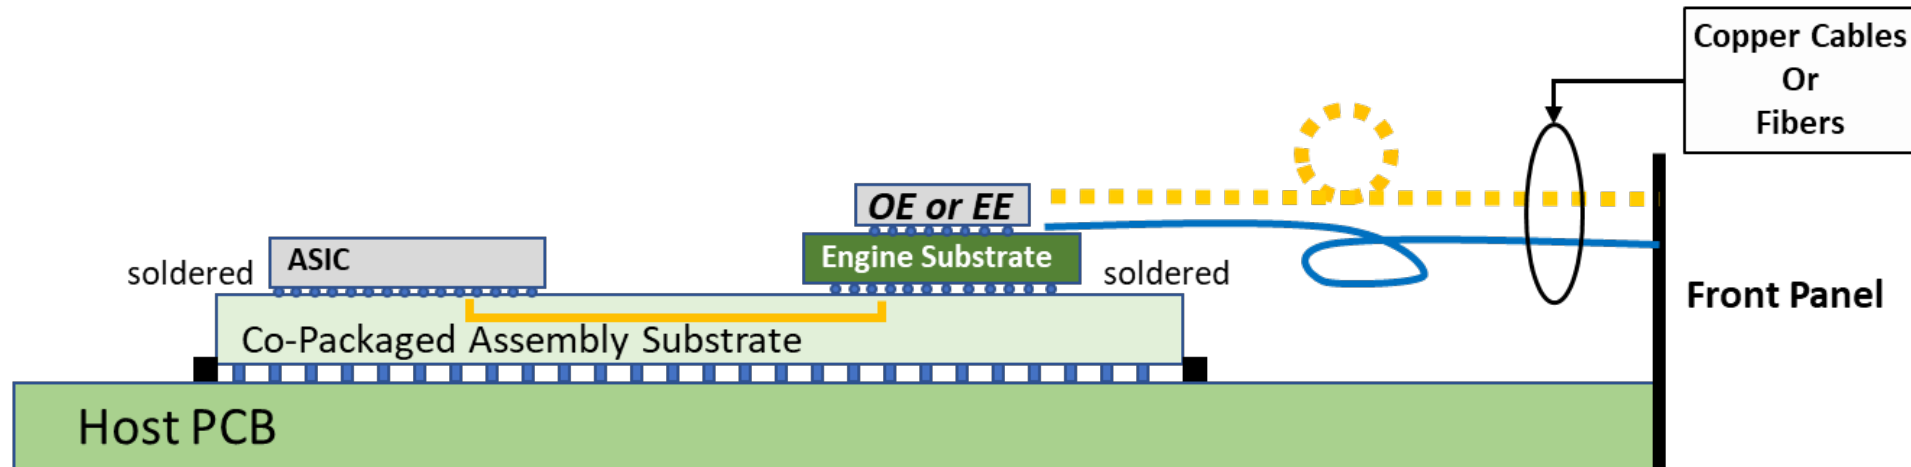 Copper Cables
Or
Fibers
OE or EE
ASIC
Engine Substrate
soldered
soldered
Front Panel
Co-Packaged Assembly Substrate
Host PCB